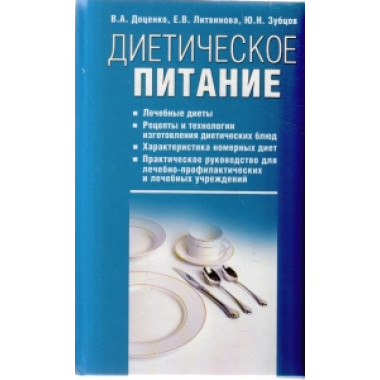 В.А. Доценко, Е.В. Литвинова, Ю.Н. Зубцов
ДИЕТИЧЕСКОЕ
ПИТАНИЕ
Лечебные диеты
Рецепты и технологии
изготовления диетических блюд
Характеристика номерных диет
Практическое руководство для
лечебно-профилактических
и лечебных учреждений